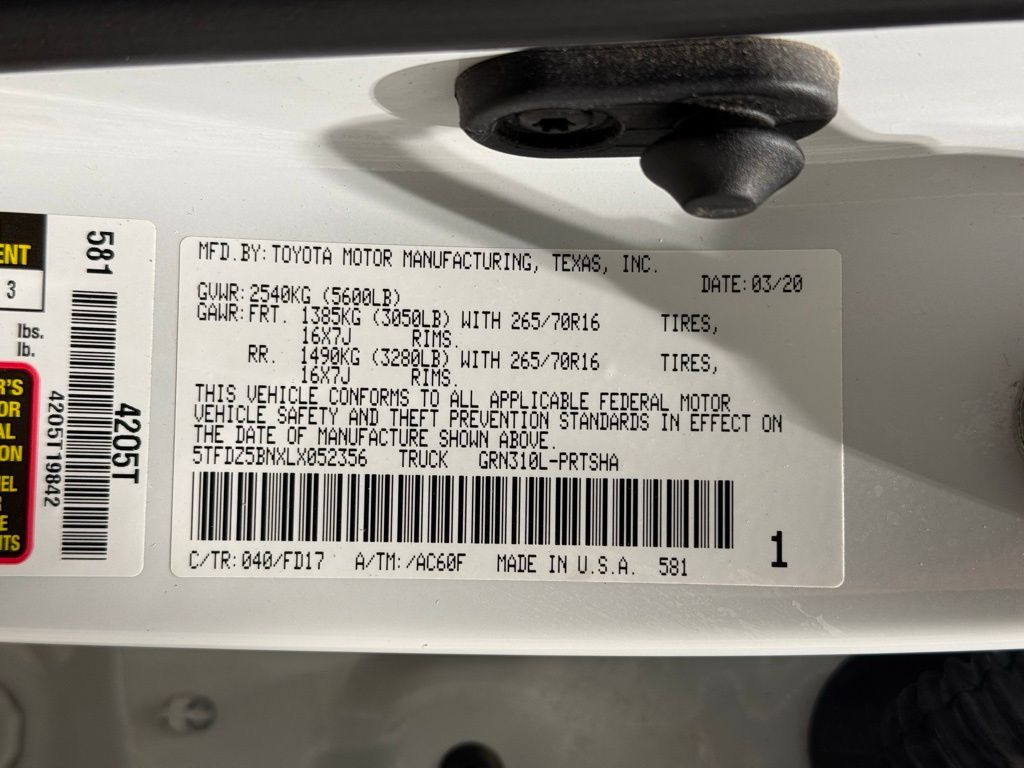 MFD.BY:TOYOTA MOTOR MANUFACTURING, TEXAS, INC.
DATE:03/20
GVWR:2540KG (5600LB)
GAWR:FRT. 1385KG (3050LB) WITH 265/70R16 TIRES,
16X7J RIMS.
RR. 1490KG (3280LB) WITH 265/70R16 TIRES,
16X7J RIMS.
THIS VEHICLE CONFORMS TO ALL APPLICABLE FEDERAL MOTOR
VEHICLE SAFETY AND THEFT PREVENTION STANDARDS IN EFFECT ON
THE DATE OF MANUFACTURE SHOWN ABOVE.
5TFDZ5BNXLX052356 TRUCK GRN310L-PRTSHA
C/TR:040/FD17 A/TM:/AC60F MADE IN U.S.A. 581
1
581
4205T
4205T19842
3
lbs.
lb.